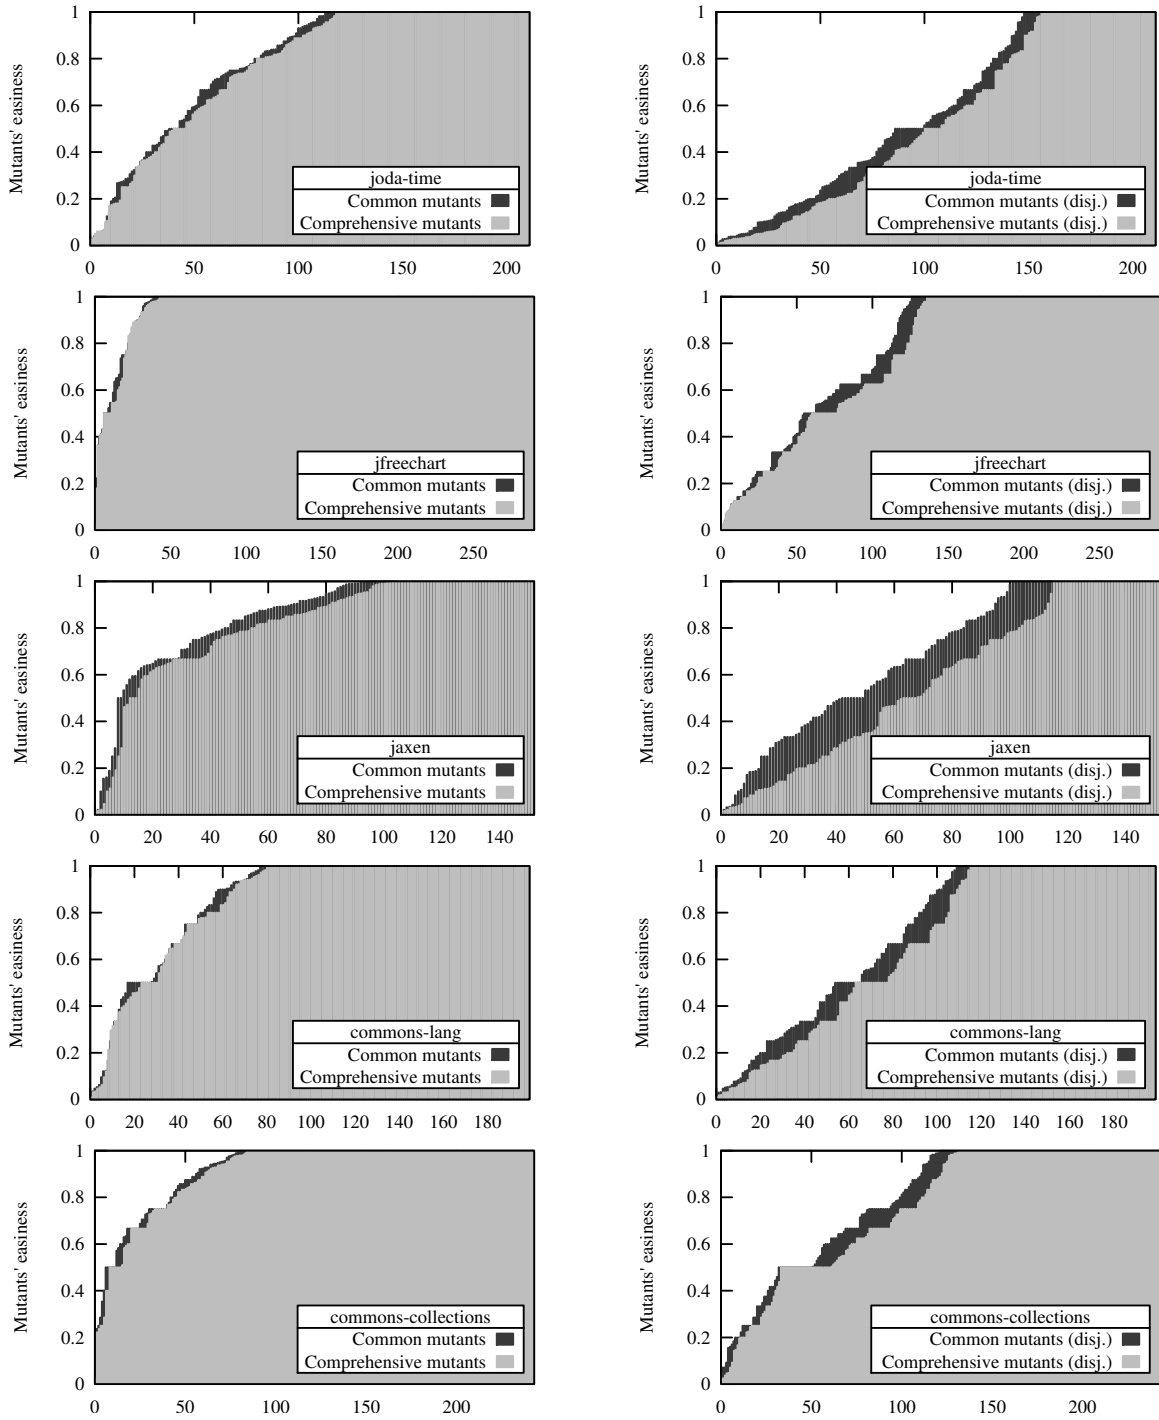 Mutants' easiness
1
0.8
0.6
0.4
0.2
0
joda-time
Common mutants
Comprehensive mutants
0 50 100 150 200
Mutants' easiness
1
0.8
0.6
0.4
0.2
0
joda-time
Common mutants (disj.)
Comprehensive mutants (disj.)
0 50 100 150 200
Mutants' easiness
1
0.8
0.6
0.4
0.2
0
jfreechart
Common mutants
Comprehensive mutants
0 50 100 150 200 250
Mutants' easiness
1
0.8
0.6
0.4
0.2
0
jfreechart
Common mutants (disj.)
Comprehensive mutants (disj.)
0 50 100 150 200 250
Mutants' easiness
1
0.8
0.6
0.4
0.2
0
jaxen
Common mutants
Comprehensive mutants
0 20 40 60 80 100 120 140
Mutants' easiness
1
0.8
0.6
0.4
0.2
0
jaxen
Common mutants (disj.)
Comprehensive mutants (disj.)
0 20 40 60 80 100 120 140
Mutants' easiness
1
0.8
0.6
0.4
0.2
0
commons-lang
Common mutants
Comprehensive mutants
0 20 40 60 80 100 120 140 160 180
Mutants' easiness
1
0.8
0.6
0.4
0.2
0
commons-lang
Common mutants (disj.)
Comprehensive mutants (disj.)
0 20 40 60 80 100 120 140 160 180
Mutants' easiness
1
0.8
0.6
0.4
0.2
0
commons-collections
Common mutants
Comprehensive mutants
0 50 100 150 200
Mutants' easiness
1
0.8
0.6
0.4
0.2
0
commons-collections
Common mutants (disj.)
Comprehensive mutants (disj.)
0 50 100 150 200